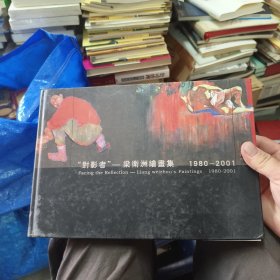 “對影者”—梁衛洲繪畫集 1980-2001
Facing the Reflection — Liang weizhou's Paintings 1980-2001